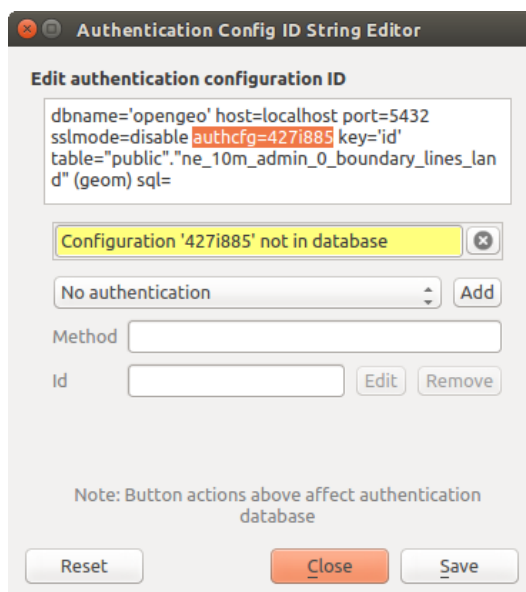 Authentication Config ID String Editor
Edit authentication configuration ID
dbname='opengeo' host=localhost port=5432
sslmode=disable authcfg=427i885 key='id'
table="public"."ne_10m_admin_0_boundary_lines_lan
d" (geom) sql=
Configuration '427i885' not in database
No authentication Add
Method
Id Edit Remove
Note: Button actions above affect authentication
database
Reset Close Save